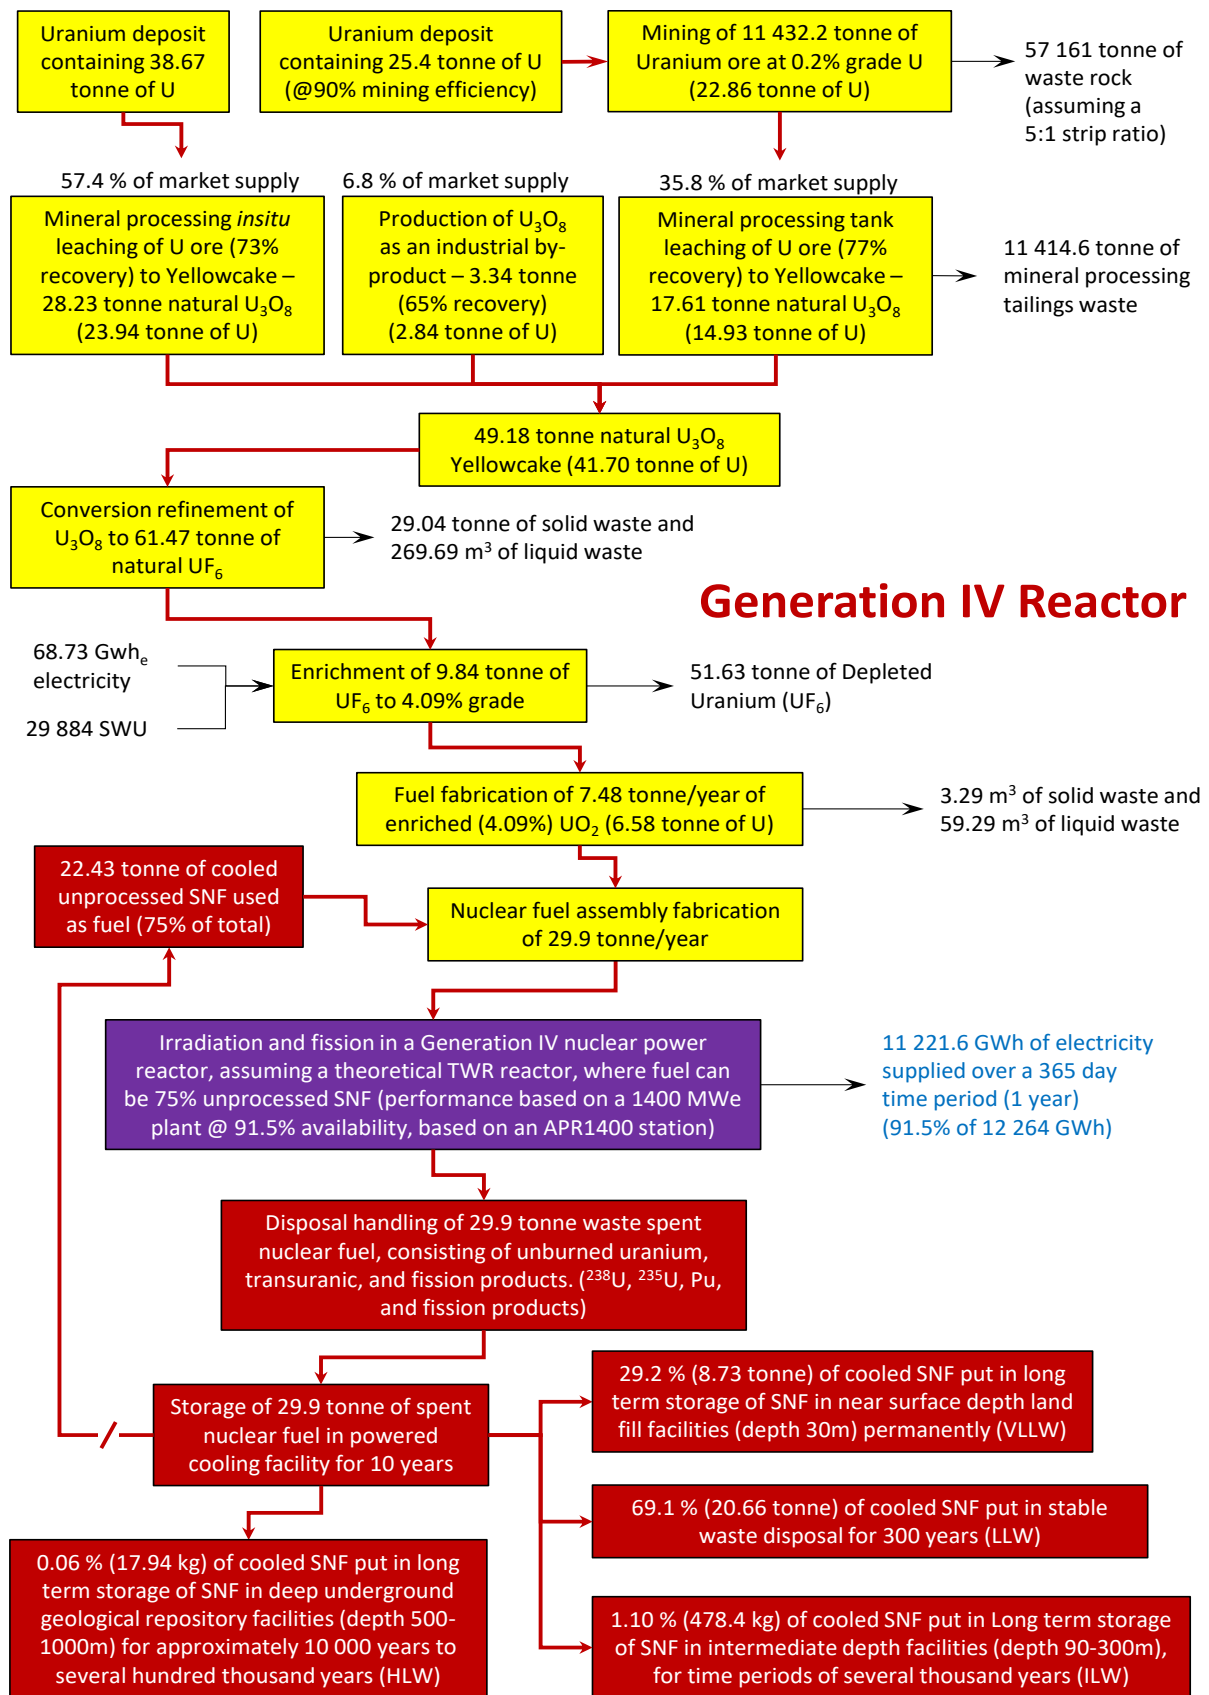 Uranium deposit
containing 38.67
tonne of U
Uranium deposit
containing 25.4 tonne of U
(@90% mining efficiency)
Mining of 11 432.2 tonne of
Uranium ore at 0.2% grade U
(22.86 tonne of U)
57 161 tonne of
waste rock
(assuming a
5:1 strip ratio)
57.4 % of market supply
6.8 % of market supply
35.8 % of market supply
Mineral processing insitu
leaching of U ore (73%
recovery) to Yellowcake –
28.23 tonne natural U₃O₈
(23.94 tonne of U)
Production of U₃O₈
as an industrial by-
product – 3.34 tonne
(65% recovery)
(2.84 tonne of U)
Mineral processing tank
leaching of U ore (77%
recovery) to Yellowcake –
17.61 tonne natural U₃O₈
(14.93 tonne of U)
11 414.6 tonne of
mineral processing
tailings waste
49.18 tonne natural U₃O₈
Yellowcake (41.70 tonne of U)
Conversion refinement of
U₃O₈ to 61.47 tonne of
natural UF₆
29.04 tonne of solid waste and
269.69 m³ of liquid waste
Generation IV Reactor
68.73 Gwhₑ
electricity
29 884 SWU
Enrichment of 9.84 tonne of
UF₆ to 4.09% grade
51.63 tonne of Depleted
Uranium (UF₆)
Fuel fabrication of 7.48 tonne/year of
enriched (4.09%) UO₂ (6.58 tonne of U)
3.29 m³ of solid waste and
59.29 m³ of liquid waste
22.43 tonne of cooled
unprocessed SNF used
as fuel (75% of total)
Nuclear fuel assembly fabrication
of 29.9 tonne/year
Irradiation and fission in a Generation IV nuclear power
reactor, assuming a theoretical TWR reactor, where fuel can
be 75% unprocessed SNF (performance based on a 1400 MWe
plant @ 91.5% availability, based on an APR1400 station)
11 221.6 GWh of electricity
supplied over a 365 day
time period (1 year)
(91.5% of 12 264 GWh)
Disposal handling of 29.9 tonne waste spent
nuclear fuel, consisting of unburned uranium,
transuranic, and fission products. (²³⁸U, ²³⁵U, Pu,
and fission products)
Storage of 29.9 tonne of spent
nuclear fuel in powered
cooling facility for 10 years
29.2 % (8.73 tonne) of cooled SNF put in long
term storage of SNF in near surface depth land
fill facilities (depth 30m) permanently (VLLW)
69.1 % (20.66 tonne) of cooled SNF put in stable
waste disposal for 300 years (LLW)
0.06 % (17.94 kg) of cooled SNF put in long
term storage of SNF in deep underground
geological repository facilities (depth 500-
1000m) for approximately 10 000 years to
several hundred thousand years (HLW)
1.10 % (478.4 kg) of cooled SNF put in Long term storage
of SNF in intermediate depth facilities (depth 90-300m),
for time periods of several thousand years (ILW)